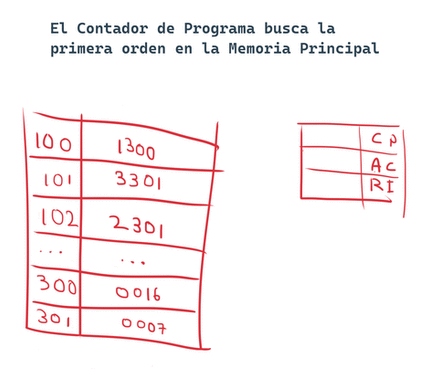 El Contador de Programa busca la
primera orden en la Memoria Principal
100 1300
101 3301
102 2301
... ...
300 0016
301 0007
CP
AC
RI